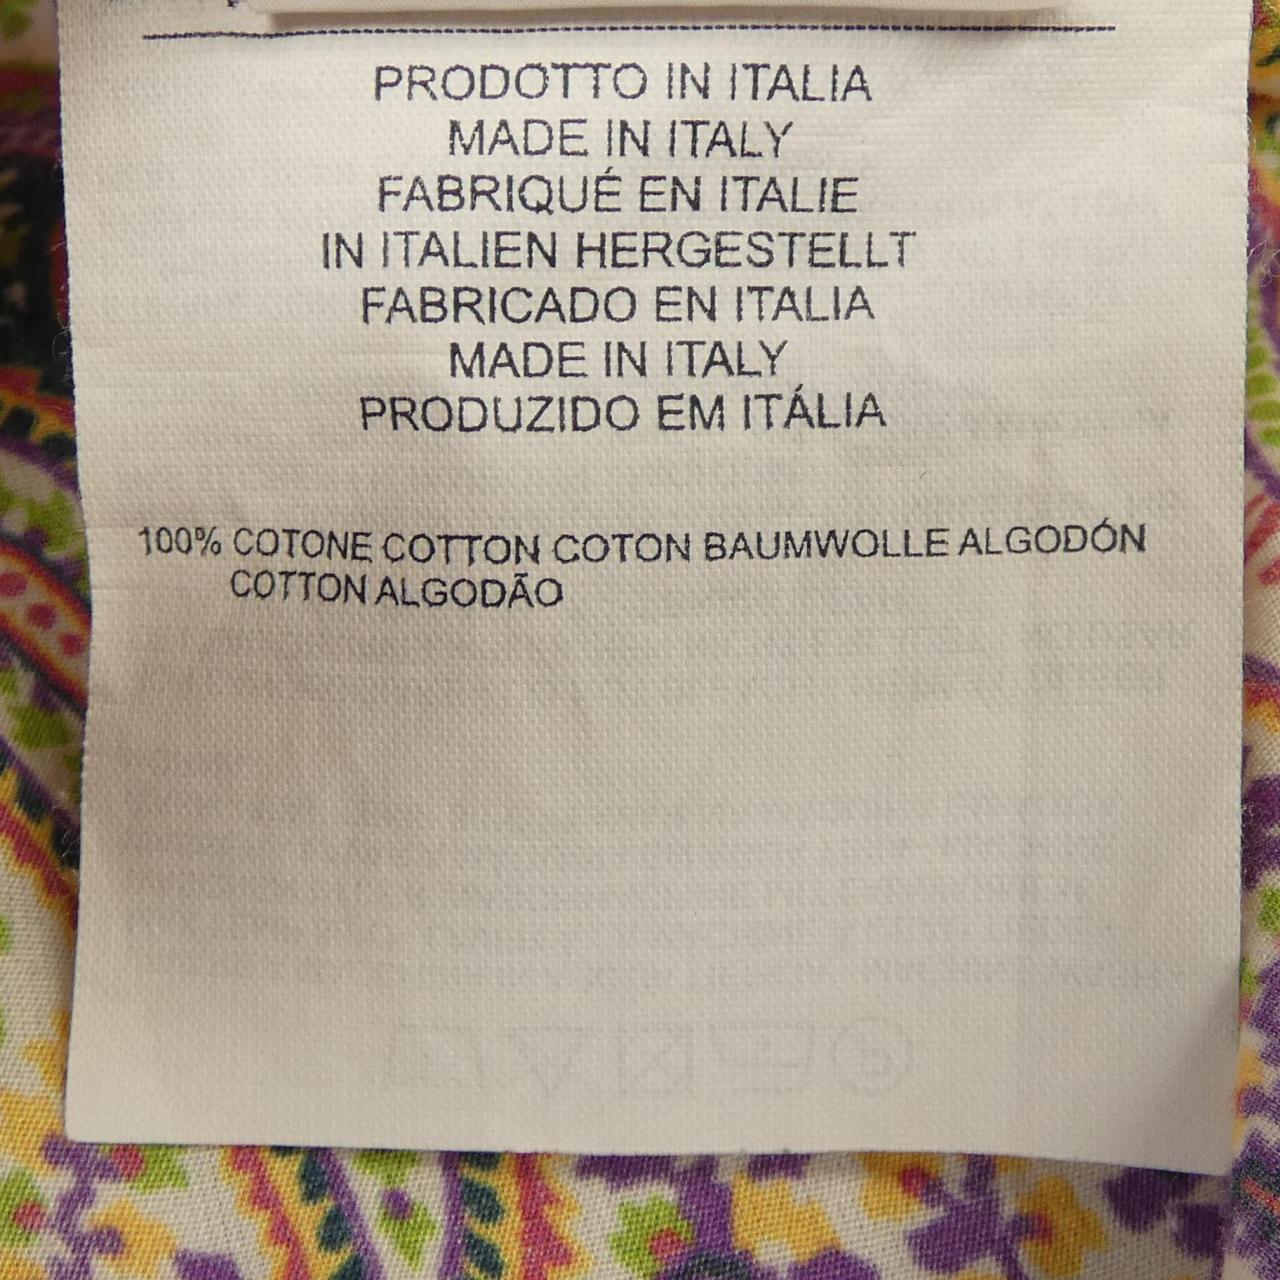 PRODOTTO IN ITALIA
MADE IN ITALY
FABRIQUÉ EN ITALIE
IN ITALIEN HERGESTELLT
FABRICADO EN ITALIA
MADE IN ITALY
PRODUZIDO EM ITÁLIA
100% COTONE COTTON COTON BAUMWOLLE ALGODÓN
COTTON ALGODÃO